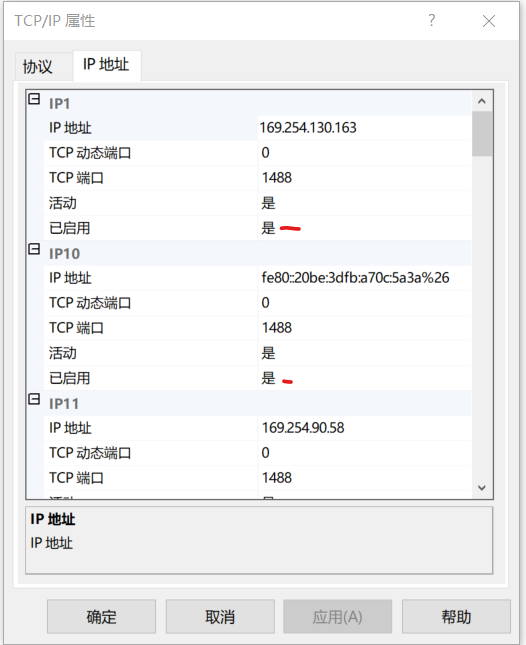 TCP/IP 属性
协议 IP 地址
IP1
IP 地址 169.254.130.163
TCP 动态端口 0
TCP 端口 1488
活动 是
已启用 是
IP10
IP 地址 fe80::20be:3dfb:a70c:5a3a%26
TCP 动态端口 0
TCP 端口 1488
活动 是
已启用 是
IP11
IP 地址 169.254.90.58
TCP 动态端口 0
TCP 端口 1488
IP 地址
IP 地址
确定 取消 应用(A) 帮助